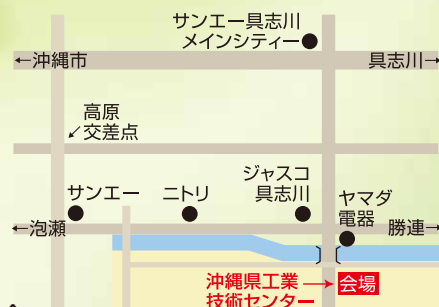 サンエー具志川
メインシティー
←沖縄市
具志川→
高原
交差点
サンエー
ニトリ
ジャスコ
具志川
ヤマダ
電器
←泡瀬
勝連→
沖縄県工業
技術センター
会場